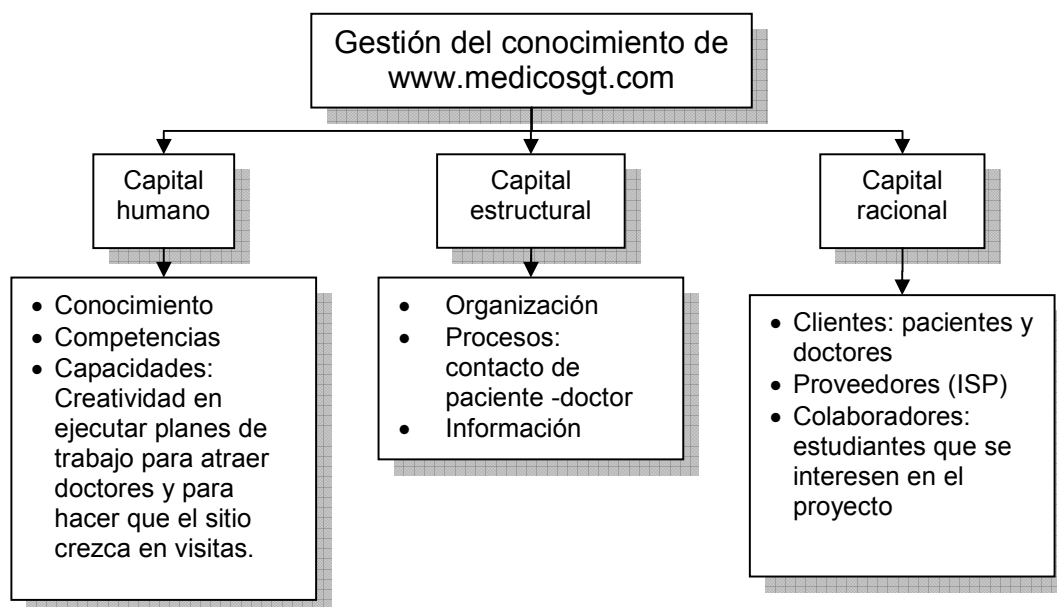 Gestión del conocimiento de
www.medicosgt.com
Capital
humano
Capital
estructural
Capital
racional
• Conocimiento
• Competencias
• Capacidades:
Creatividad en
ejecutar planes de
trabajo para atraer
doctores y para
hacer que el sitio
crezca en visitas.
• Organización
• Procesos:
contacto de
paciente -doctor
• Información
• Clientes: pacientes y
doctores
• Proveedores (ISP)
• Colaboradores:
estudiantes que se
interesen en el
proyecto